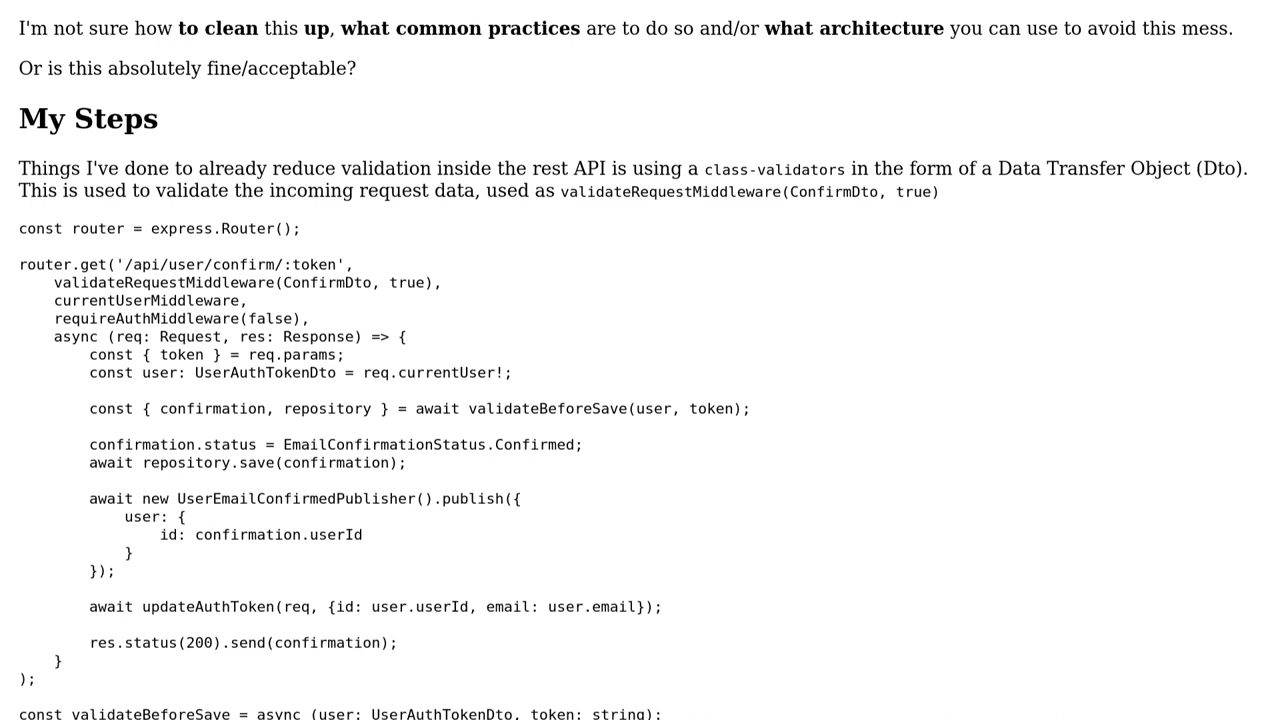 I'm not sure how to clean this up, what common practices are to do so and/or what architecture you can use to avoid this mess.
Or is this absolutely fine/acceptable?
My Steps
Things I've done to already reduce validation inside the rest API is using a class-validators in the form of a Data Transfer Object (Dto).
This is used to validate the incoming request data, used as validateRequestMiddleware(ConfirmDto, true)
const router = express.Router();
router.get('/api/user/confirm/:token',
    validateRequestMiddleware(ConfirmDto, true),
    currentUserMiddleware,
    requireAuthMiddleware(false),
    async (req: Request, res: Response) => {
        const { token } = req.params;
        const user: UserAuthTokenDto = req.currentUser!;
        const { confirmation, repository } = await validateBeforeSave(user, token);
        confirmation.status = EmailConfirmationStatus.Confirmed;
        await repository.save(confirmation);
        await new UserEmailConfirmedPublisher().publish({
            user: {
                id: confirmation.userId
            }
        });
        await updateAuthToken(req, {id: user.userId, email: user.email});
        res.status(200).send(confirmation);
    }
);
const validateBeforeSave = async (user: UserAuthTokenDto, token: string):